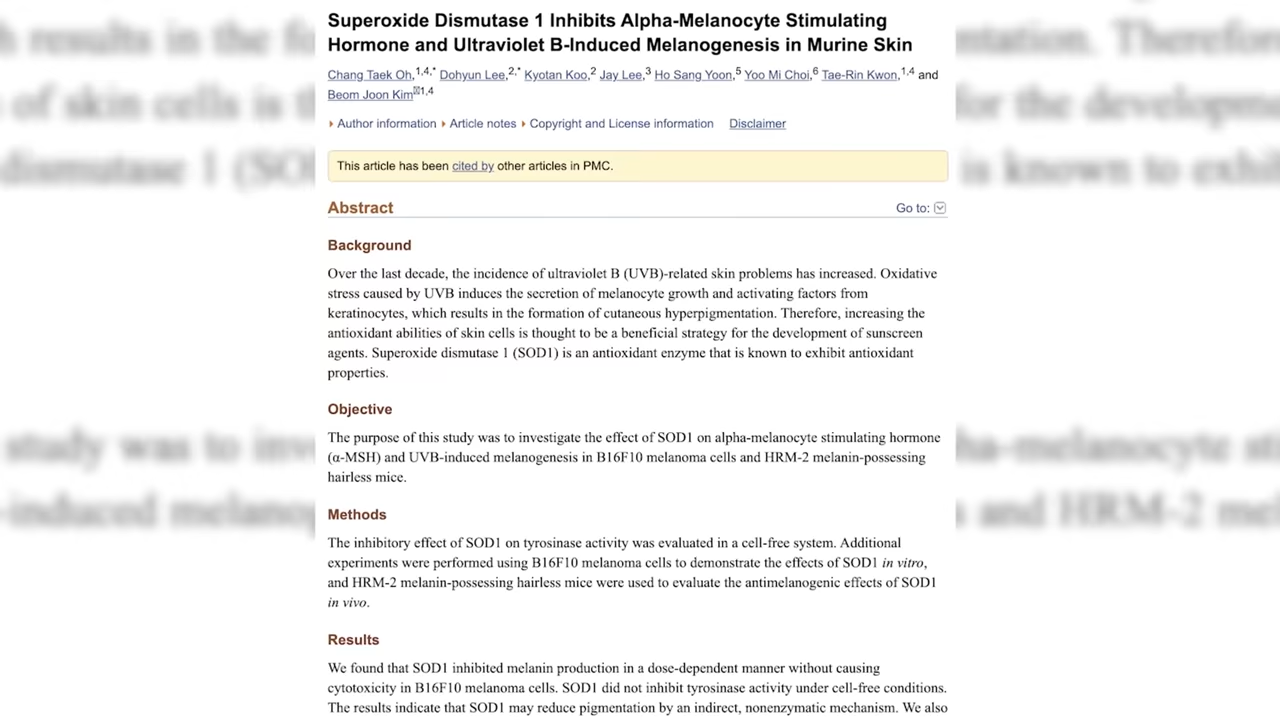 Superoxide Dismutase 1 Inhibits Alpha-Melanocyte Stimulating
Hormone and Ultraviolet B-Induced Melanogenesis in Murine Skin
Chang Taek Oh,1,4,* Dohyun Lee,2,* Kyotan Koo,2 Jay Lee,3 Ho Sang Yoon,5 Yoo Mi Choi,6 Tae-Rin Kwon,1,4 and
Beom Joon Kim1,4
Author information Article notes Copyright and License information Disclaimer
This article has been cited by other articles in PMC.
Abstract Go to:
Background
Over the last decade, the incidence of ultraviolet B (UVB)-related skin problems has increased. Oxidative
stress caused by UVB induces the secretion of melanocyte growth and activating factors from
keratinocytes, which results in the formation of cutaneous hyperpigmentation. Therefore, increasing the
antioxidant abilities of skin cells is thought to be a beneficial strategy for the development of sunscreen
agents. Superoxide dismutase 1 (SOD1) is an antioxidant enzyme that is known to exhibit antioxidant
properties.
Objective
The purpose of this study was to investigate the effect of SOD1 on alpha-melanocyte stimulating hormone
(α-MSH) and UVB-induced melanogenesis in B16F10 melanoma cells and HRM-2 melanin-possessing
hairless mice.
Methods
The inhibitory effect of SOD1 on tyrosinase activity was evaluated in a cell-free system. Additional
experiments were performed using B16F10 melanoma cells to demonstrate the effects of SOD1 in vitro,
and HRM-2 melanin-possessing hairless mice were used to evaluate the antimelanogenic effects of SOD1
in vivo.
Results
We found that SOD1 inhibited melanin production in a dose-dependent manner without causing
cytotoxicity in B16F10 melanoma cells. SOD1 did not inhibit tyrosinase activity under cell-free conditions.
The results indicate that SOD1 may reduce pigmentation by an indirect, nonenzymatic mechanism. We also